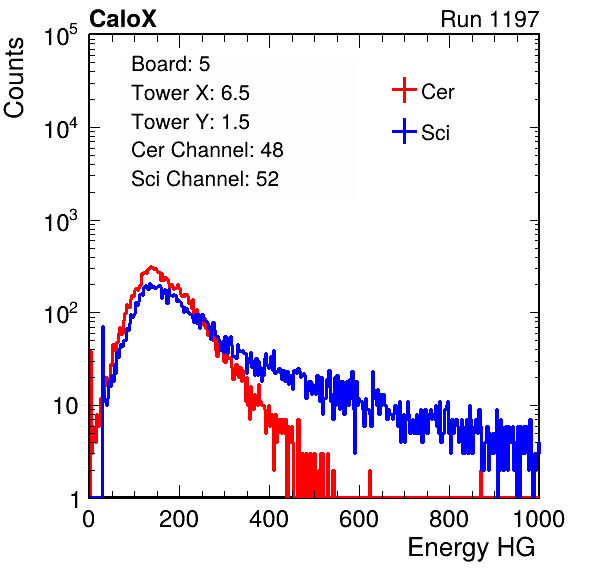 CaloX Run 1197
Counts
Board: 5
Tower X: 6.5
Tower Y: 1.5
Cer Channel: 48
Sci Channel: 52
Cer
Sci
10^5
10^4
10^3
10^2
10
1
0 200 400 600 800 1000
Energy HG